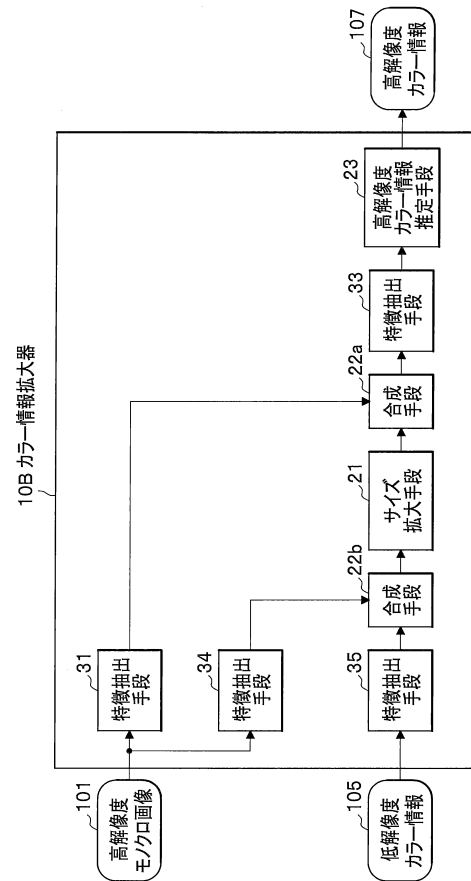 10B カラー情報拡大器
101
高解像度
モノクロ画像
31
特徴抽出
手段
34
特徴抽出
手段
105
低解像度
カラー情報
35
特徴抽出
手段
22b
合成手段
21
サイズ
拡大手段
22a
合成手段
33
特徴抽出
手段
23
高解像度
カラー情報
推定手段
107
高解像度
カラー情報